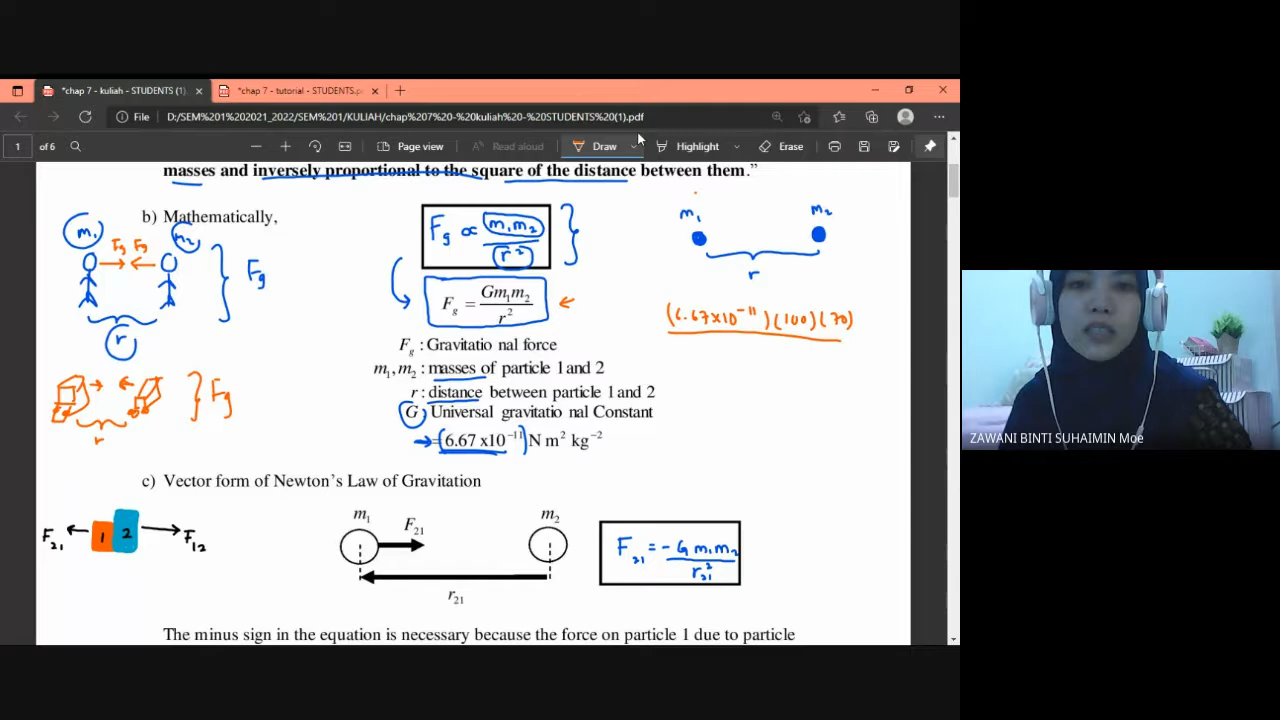 *chap 7 - kuliah - STUDENTS (1)
*chap 7 - tutorial - STUDENTS.p
File D:/SEM%201%202021_2022/SEM%201/KULIAH/chap%207%20-%20kuliah%20-%20STUDENTS%20(1).pdf
1 of 6 Page view Read aloud Draw Highlight Erase
masses and inversely proportional to the square of the distance between them."
b) Mathematically,
m₁ m₂
Fg Fg
Fg
r
Fg ∝ m₁m₂ / r²
Fg = Gm₁m₂ / r²
m₁ m₂
r
(6.67x10⁻¹¹)(100)(70)
Fg : Gravitatio nal force
m₁, m₂ : masses of particle 1 and 2
r : distance between particle 1 and 2
G : Universal gravitatio nal Constant
= (6.67 x10⁻¹¹) N m² kg⁻²
Fg
r
c) Vector form of Newton's Law of Gravitation
F₂₁ 1 2 F₁₂
m₁ F₂₁ m₂
r₂₁
F₂₁ = - G m₁m₂ / r₂₁²
The minus sign in the equation is necessary because the force on particle 1 due to particle
ZAWANI BINTI SUHAIMIN Moe